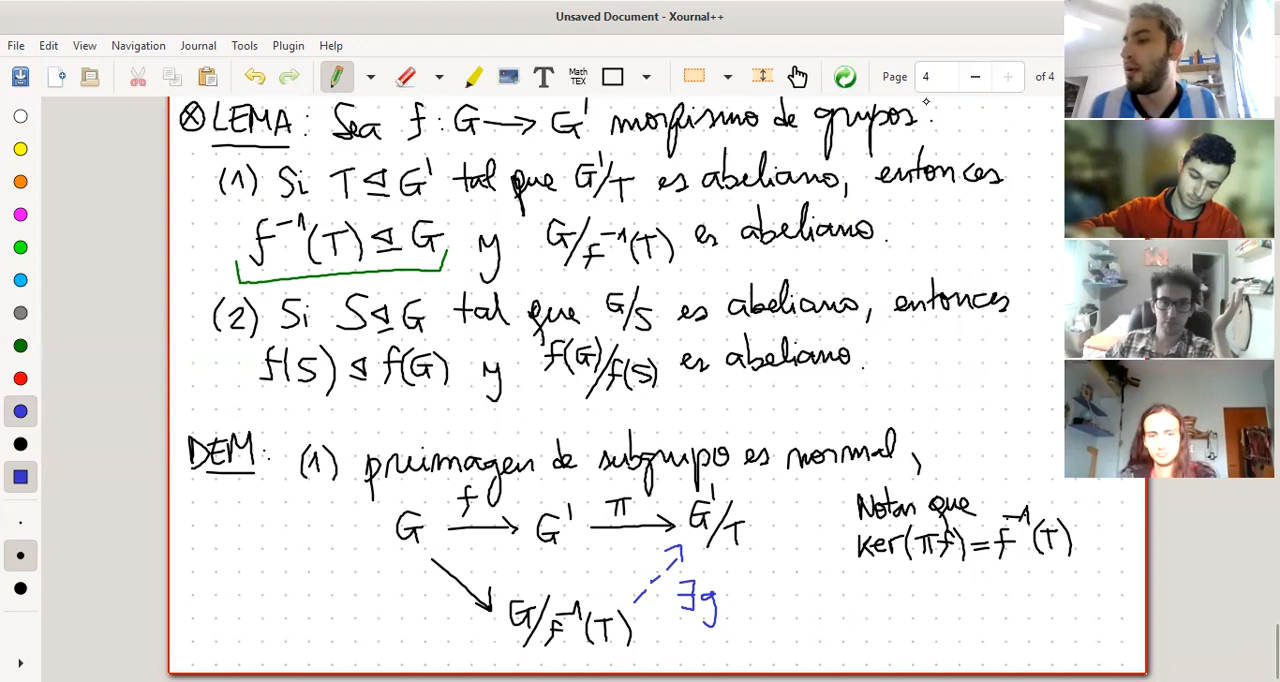 Unsaved Document - Xournal++
File Edit View Navigation Journal Tools Plugin Help
Math TEX Page 4 of 4
⊗ LEMA: Sea f: G → G' morfismo de grupos.
(1) Si T ⊴ G' tal que G'/T es abeliano, entonces
f⁻¹(T) ⊴ G y G/f⁻¹(T) es abeliano.
(2) Si S ⊴ G tal que G/S es abeliano, entonces
f(S) ⊴ f(G) y f(G)/f(S) es abeliano.
DEM: (1) preimagen de subgrupo es normal,
G —f→ G' —π→ G'/T
Notar que
ker(πf) = f⁻¹(T)
∃g
G/f⁻¹(T)